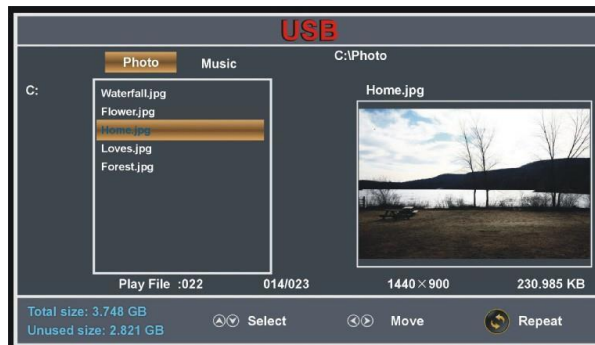 USB
Photo Music C:\Photo
C: Home.jpg
Waterfall.jpg
Flower.jpg
Home.jpg
Loves.jpg
Forest.jpg
Play File :022 014/023 1440×900 230.985 KB
Total size: 3.748 GB
Unused size: 2.821 GB
Select Move Repeat